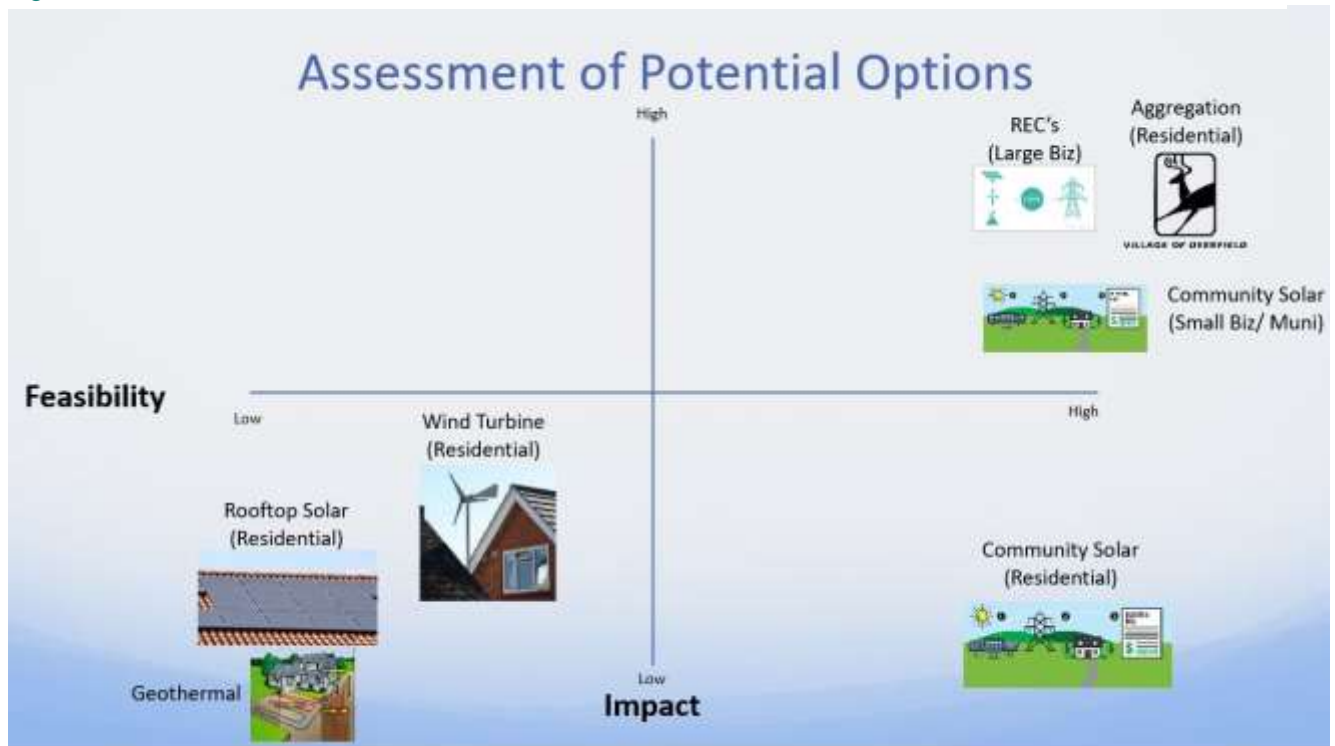 Assessment of Potential Options
High
REC's
(Large Biz)
Aggregation
(Residential)
VILLAGE OF DEERFIELD
Community Solar
(Small Biz/ Muni)
Feasibility
Low
High
Wind Turbine
(Residential)
Rooftop Solar
(Residential)
Community Solar
(Residential)
Geothermal
Low
Impact